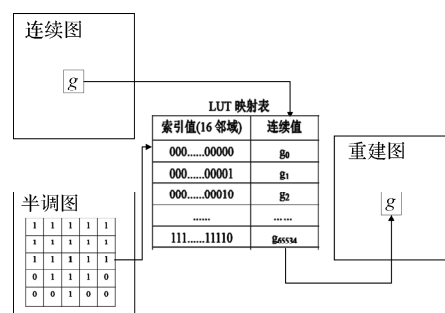 连续图
g
LUT 映射表
索引值(16 邻域) 连续值
000......00000 g0
000......00001 g1
000......00010 g2
...... ......
111......11110 g65534
半调图
1 1 1 1 1
1 1 1 1 1
1 1 1 1 1
0 1 1 1 0
0 0 1 0 0
重建图
g